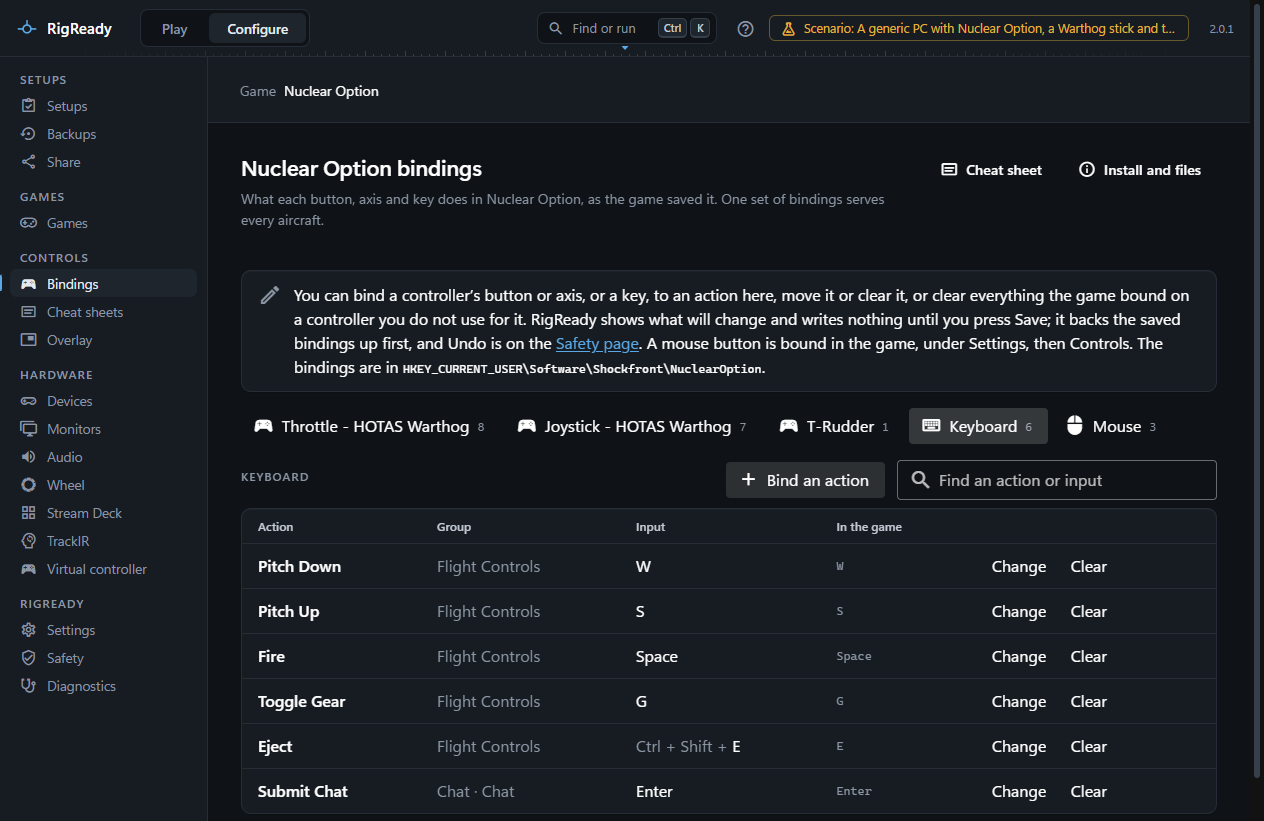 RigReady
Play
Configure
Find or run
Ctrl
K
Scenario: A generic PC with Nuclear Option, a Warthog stick and t...
2.0.1
SETUPS
Setups
Backups
Share
GAMES
Games
CONTROLS
Bindings
Cheat sheets
Overlay
HARDWARE
Devices
Monitors
Audio
Wheel
Stream Deck
TrackIR
Virtual controller
RIGREADY
Settings
Safety
Diagnostics
Game Nuclear Option
Nuclear Option bindings
Cheat sheet
Install and files
What each button, axis and key does in Nuclear Option, as the game saved it. One set of bindings serves
every aircraft.
You can bind a controller’s button or axis, or a key, to an action here, move it or clear it, or clear everything the game bound on
a controller you do not use for it. RigReady shows what will change and writes nothing until you press Save; it backs the saved
bindings up first, and Undo is on the Safety page. A mouse button is bound in the game, under Settings, then Controls. The
bindings are in HKEY_CURRENT_USER\Software\Shockfront\NuclearOption.
Throttle - HOTAS Warthog 8
Joystick - HOTAS Warthog 7
T-Rudder 1
Keyboard 6
Mouse 3
KEYBOARD
+ Bind an action
Find an action or input
Action Group Input In the game
Pitch Down Flight Controls W W Change Clear
Pitch Up Flight Controls S S Change Clear
Fire Flight Controls Space Space Change Clear
Toggle Gear Flight Controls G G Change Clear
Eject Flight Controls Ctrl + Shift + E E Change Clear
Submit Chat Chat · Chat Enter Enter Change Clear